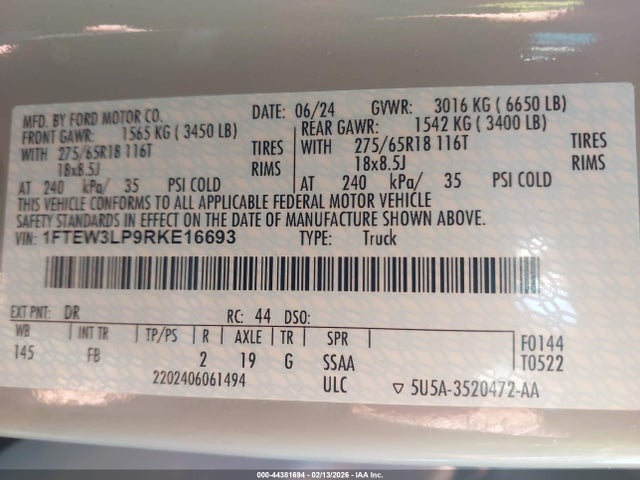 MFD. BY FORD MOTOR CO. DATE: 06/24 GVWR: 3016 KG ( 6650 LB)
FRONT GAWR: 1565 KG ( 3450 LB) REAR GAWR: 1542 KG ( 3400 LB)
WITH 275/65R18 116T TIRES WITH 275/65R18 116T TIRES
18x8.5J RIMS 18x8.5J RIMS
AT 240 kPa/ 35 PSI COLD AT 240 kPa/ 35 PSI COLD
THIS VEHICLE CONFORMS TO ALL APPLICABLE FEDERAL MOTOR VEHICLE
SAFETY STANDARDS IN EFFECT ON THE DATE OF MANUFACTURE SHOWN ABOVE.
VIN: 1FTEW3LP9RKE16693 TYPE: Truck
EXT PNT: DR RC: 44 DSO:
WB INT TR TP/PS R AXLE TR SPR F0144
145 FB 2 19 G SSAA T0522
2202406061494 ULC ▽ 5U5A-3520472-AA
000-44381694 - 02/13/2026 - IAA Inc.